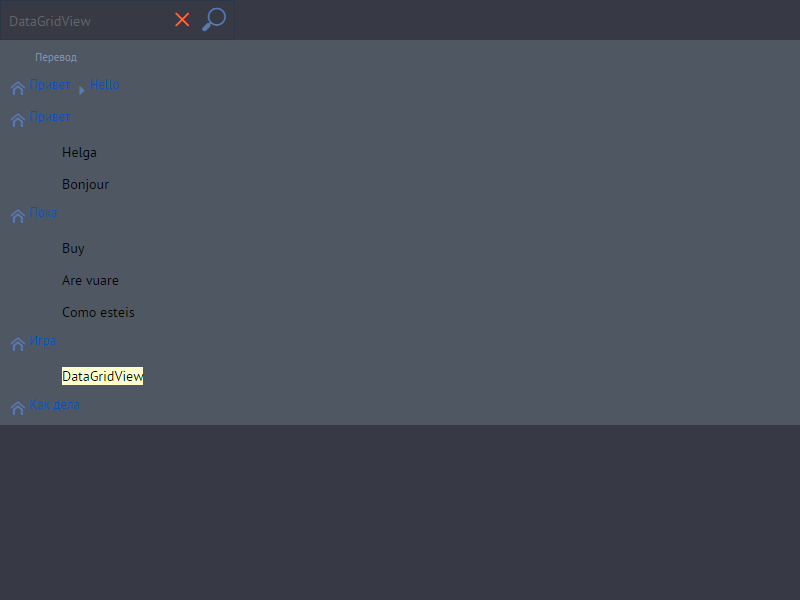 DataGridView
Перевод
Привет Hello
Привет
Helga
Bonjour
Пока
Buy
Are vuare
Como esteis
Игра
DataGridView
Как дела